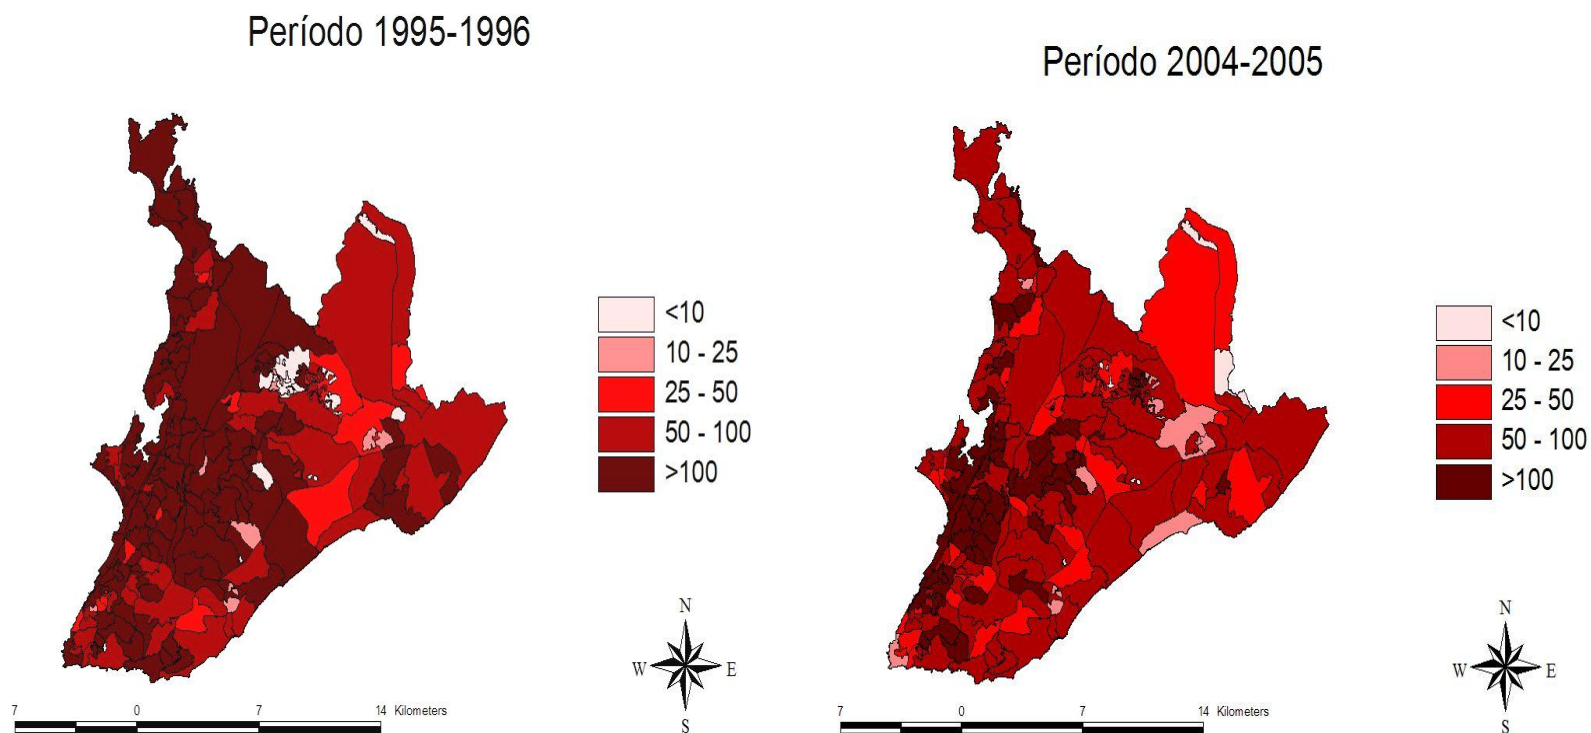 Período 1995-1996
Período 2004-2005
<10
10 - 25
25 - 50
50 - 100
>100
<10
10 - 25
25 - 50
50 - 100
>100
N
W E
S
N
W E
S
7 0 7 14 Kilometers
7 0 7 14 Kilometers